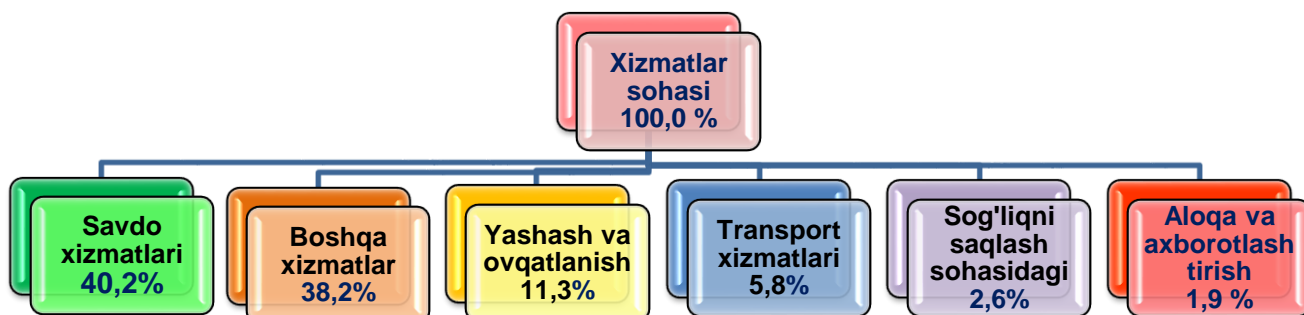 Xizmatlar
sohasi
100,0 %
Savdo
xizmatlari
40,2%
Boshqa
xizmatlar
38,2%
Yashash va
ovqatlanish
11,3%
Transport
xizmatlari
5,8%
Sog'liqni
saqlash
sohasidagi
2,6%
Aloqa va
axborotlash
tirish
1,9 %